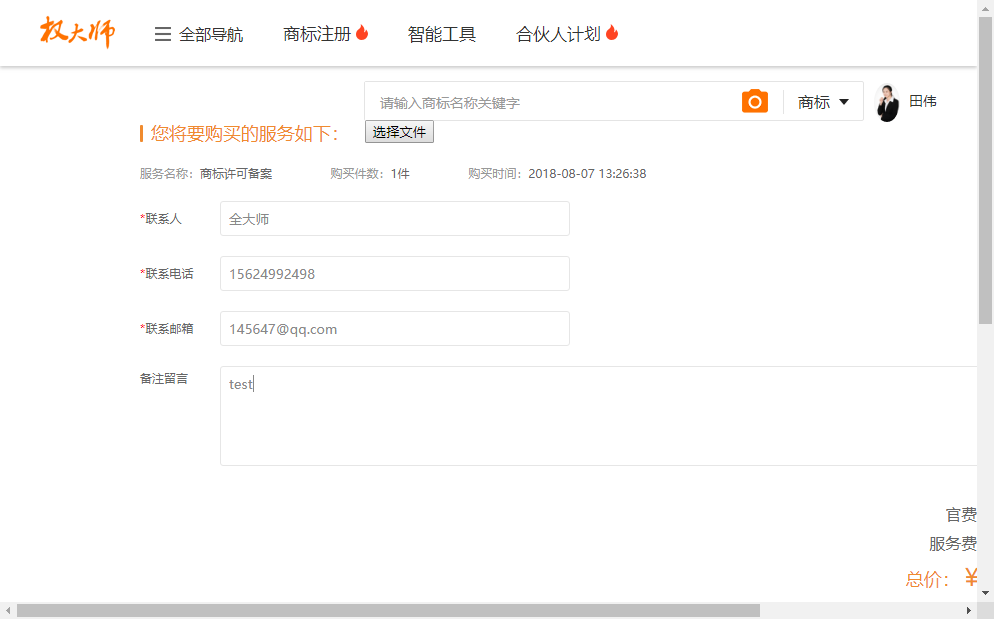 权大师 全部导航 商标注册 智能工具 合伙人计划
请输入商标名称关键字 商标 田伟
您将要购买的服务如下： 选择文件
服务名称：商标许可备案 购买件数：1件 购买时间：2018-08-07 13:26:38
*联系人 全大师
*联系电话 15624992498
*联系邮箱 145647@qq.com
备注留言 test
官费
服务费
总价：¥